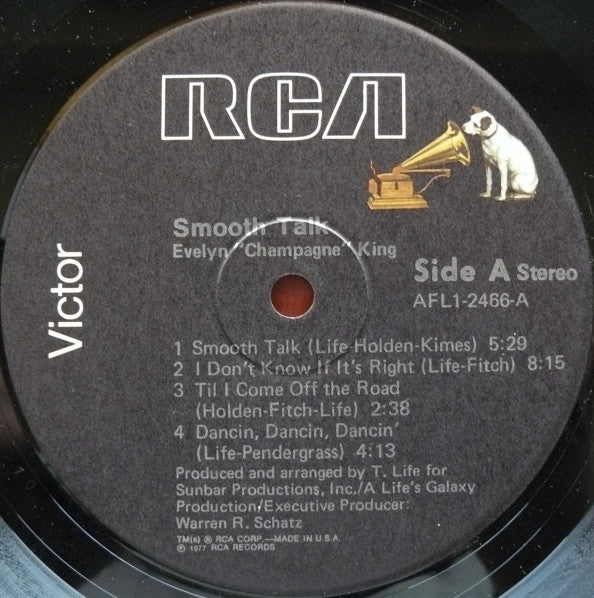 RCA
Victor
Smooth Talk
Evelyn "Champagne" King
Side A Stereo
AFL1-2466-A
1 Smooth Talk (Life-Holden-Kimes) 5:29
2 I Don't Know If It's Right (Life-Fitch) 8:15
3 Til I Come Off the Road
(Holden-Fitch-Life) 2:38
4 Dancin, Dancin, Dancin'
(Life-Pendergrass) 4:13
Produced and arranged by T. Life for
Sunbar Productions, Inc./A Life's Galaxy
Production/Executive Producer:
Warren R. Schatz
TM(s) ® RCA CORP.—MADE IN U.S.A.
℗ 1977 RCA RECORDS